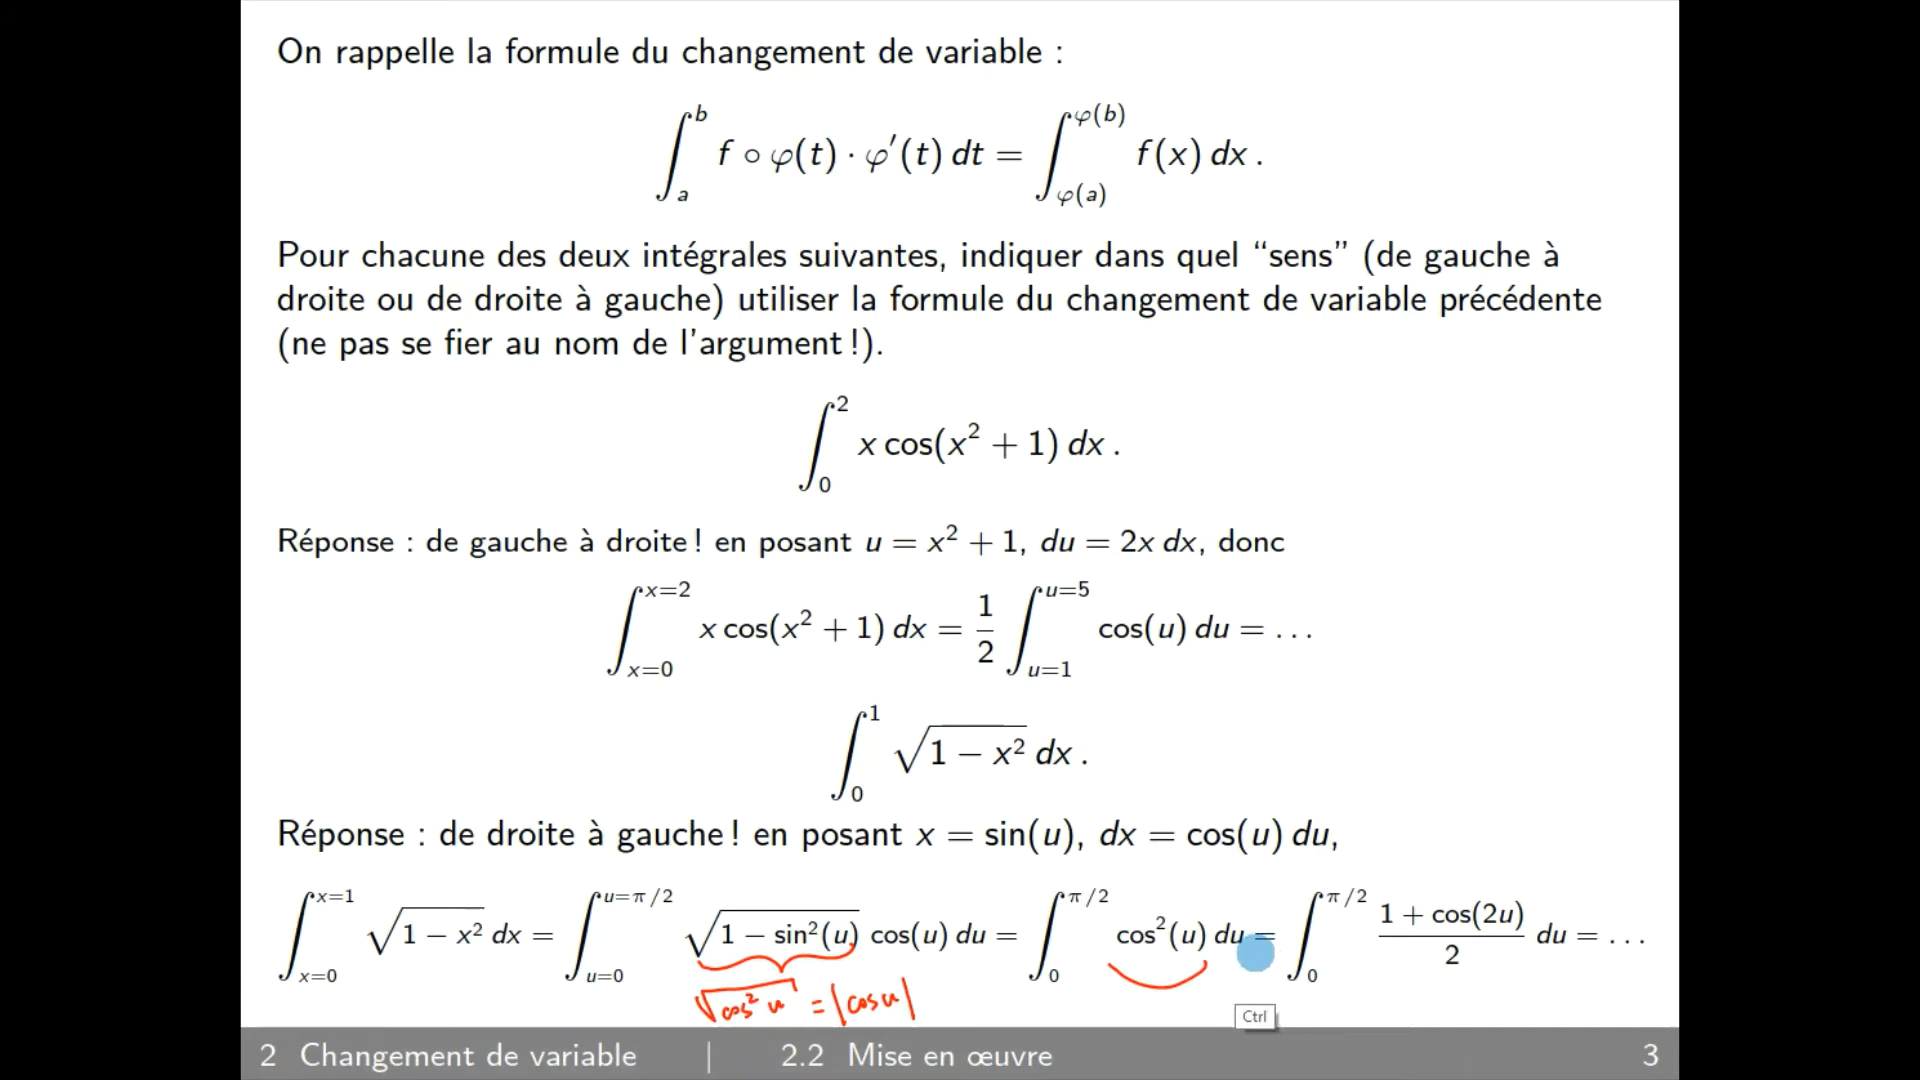 On rappelle la formule du changement de variable :
∫_a^b f ∘ φ(t) · φ′(t) dt = ∫_{φ(a)}^{φ(b)} f(x) dx .
Pour chacune des deux intégrales suivantes, indiquer dans quel “sens” (de gauche à
droite ou de droite à gauche) utiliser la formule du changement de variable précédente
(ne pas se fier au nom de l’argument !).
∫_0^2 x cos(x² + 1) dx .
Réponse : de gauche à droite ! en posant u = x² + 1, du = 2x dx, donc
∫_{x=0}^{x=2} x cos(x² + 1) dx = 1/2 ∫_{u=1}^{u=5} cos(u) du = ...
∫_0^1 √(1 − x²) dx .
Réponse : de droite à gauche ! en posant x = sin(u), dx = cos(u) du,
∫_{x=0}^{x=1} √(1 − x²) dx = ∫_{u=0}^{u=π/2} √(1 − sin²(u)) cos(u) du = ∫_0^{π/2} cos²(u) du = ∫_0^{π/2} (1 + cos(2u))/2 du = ...
√(cos² u) = |cos u|
Ctrl
2 Changement de variable | 2.2 Mise en œuvre 3